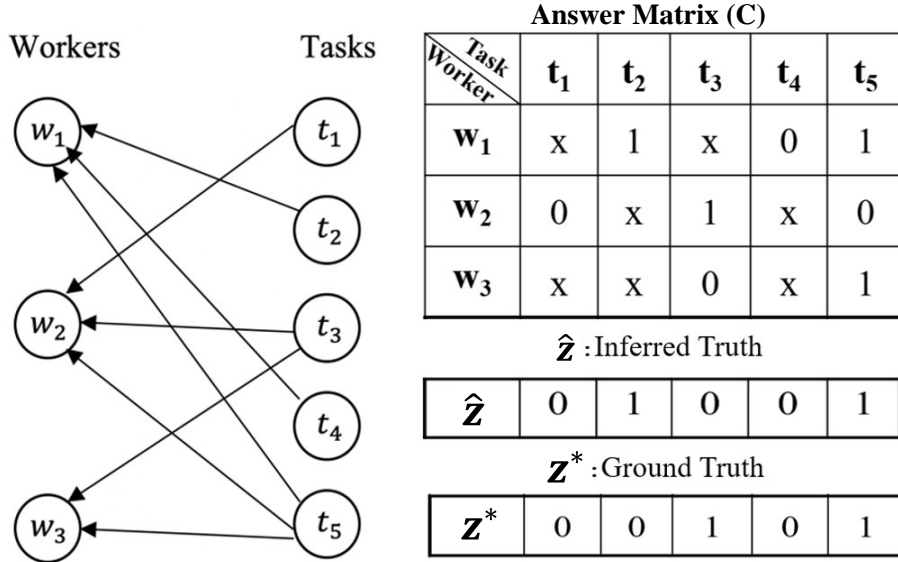 Workers Tasks
w₁ t₁
t₂
w₂ t₃
t₄
w₃ t₅
Answer Matrix (C)
Task
Worker t₁ t₂ t₃ t₄ t₅
w₁ x 1 x 0 1
w₂ 0 x 1 x 0
w₃ x x 0 x 1
ẑ : Inferred Truth
ẑ 0 1 0 0 1
z* : Ground Truth
z* 0 0 1 0 1